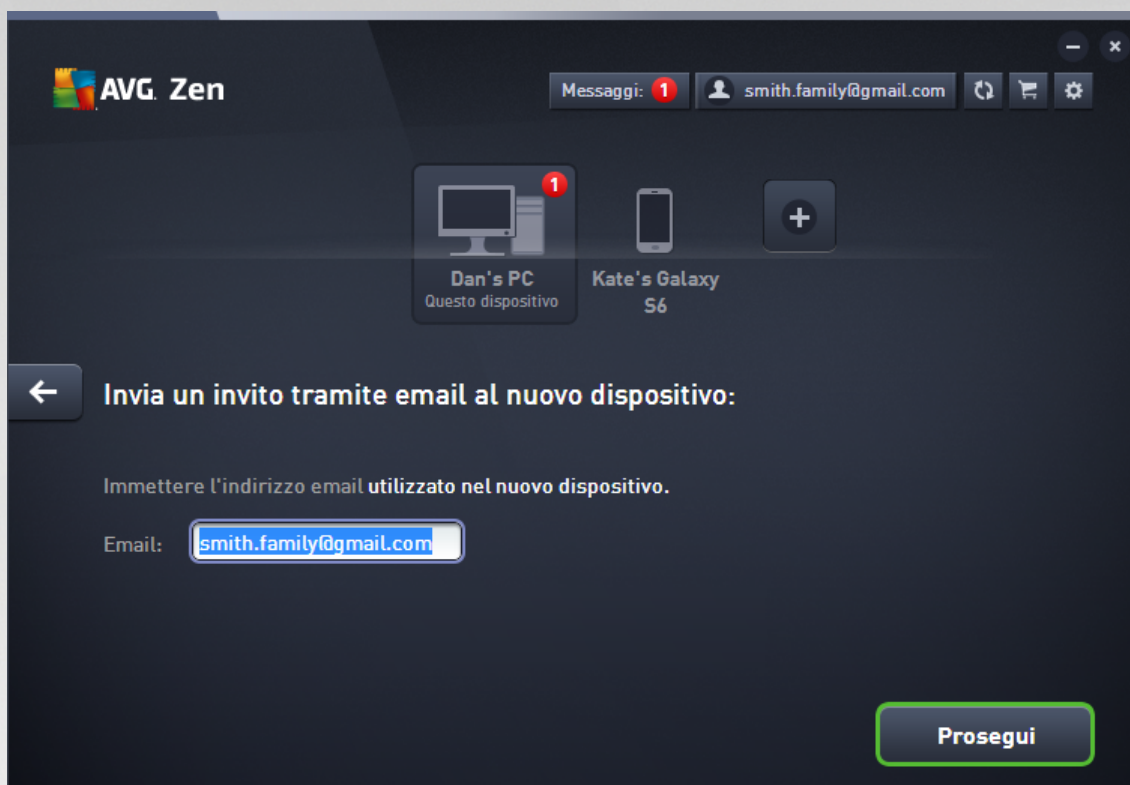 AVG. Zen
Messaggi: 1
smith.family@gmail.com
1
Dan's PC
Questo dispositivo
Kate's Galaxy
S6
Invia un invito tramite email al nuovo dispositivo:
Immettere l'indirizzo email utilizzato nel nuovo dispositivo.
Email: smith.family@gmail.com
Prosegui